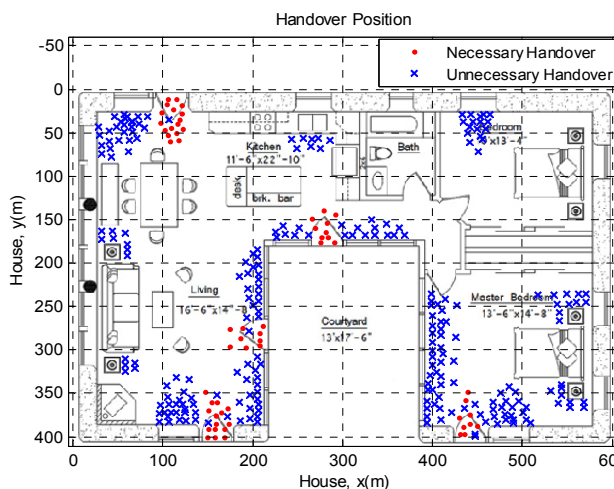 Handover Position
Necessary Handover
Unnecessary Handover
-50
0
50
100
150
200
250
300
350
400
House, y(m)
Kitchen
11'-6"x22'-10"
desk
brk. bar
Bath
Living
Courtyard
13'x17'-6"
Master Bedroom
13'-6"x14'-8"
0
100
200
300
400
500
600
House, x(m)